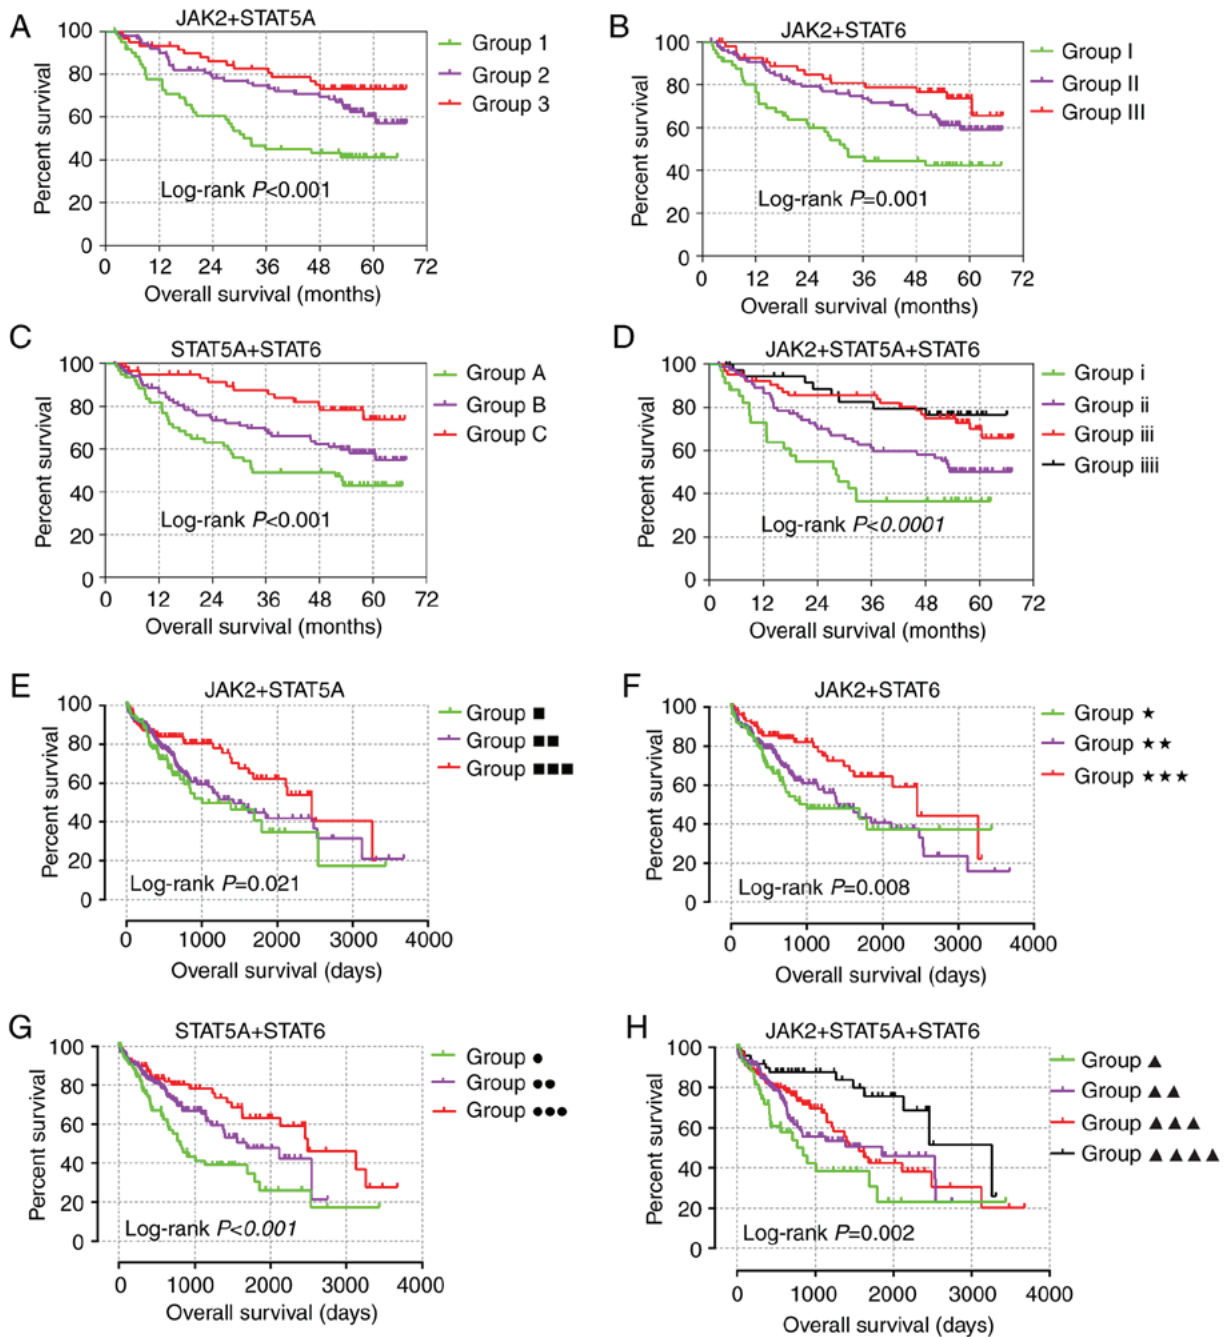 A
JAK2+STAT5A
Percent survival
100
80
60
40
20
0
Log-rank P<0.001
0 12 24 36 48 60 72
Overall survival (months)
Group 1
Group 2
Group 3
B
JAK2+STAT6
Percent survival
100
80
60
40
20
0
Log-rank P=0.001
0 12 24 36 48 60 72
Overall survival (months)
Group I
Group II
Group III
C
STAT5A+STAT6
Percent survival
100
80
60
40
20
0
Log-rank P<0.001
0 12 24 36 48 60 72
Overall survival (months)
Group A
Group B
Group C
D
JAK2+STAT5A+STAT6
Percent survival
100
80
60
40
20
0
Log-rank P<0.0001
0 12 24 36 48 60 72
Overall survival (months)
Group i
Group ii
Group iii
Group iiii
E
JAK2+STAT5A
Percent survival
100
80
60
40
20
0
Log-rank P=0.021
0 1000 2000 3000 4000
Overall survival (days)
Group ■
Group ■■
Group ■■■
F
JAK2+STAT6
Percent survival
100
80
60
40
20
0
Log-rank P=0.008
0 1000 2000 3000 4000
Overall survival (days)
Group ★
Group ★★
Group ★★★
G
STAT5A+STAT6
Percent survival
100
80
60
40
20
0
Log-rank P<0.001
0 1000 2000 3000 4000
Overall survival (days)
Group ●
Group ●●
Group ●●●
H
JAK2+STAT5A+STAT6
Percent survival
100
80
60
40
20
0
Log-rank P=0.002
0 1000 2000 3000 4000
Overall survival (days)
Group ▲
Group ▲▲
Group ▲▲▲
Group ▲▲▲▲